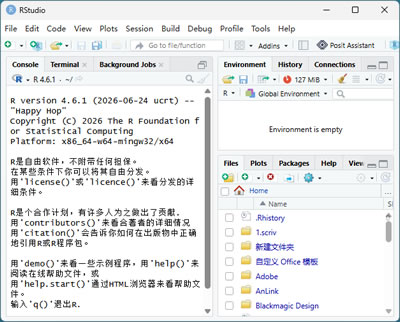 RStudio
File Edit Code View Plots Session Build Debug Profile Tools Help
Go to file/function
Addins
Posit Assistant
Console Terminal Background Jobs
R 4.6.1 · ~/
R version 4.6.1 (2026-06-24 ucrt) --
"Happy Hop"
Copyright (C) 2026 The R Foundation f
or Statistical Computing
Platform: x86_64-w64-mingw32/x64
R是自由软件，不附带任何担保。
在某些条件下你可以将其自由分发。
用'license()'或'licence()'来看分发的详
细条件。
R是个合作计划，有许多人为之做出了贡献.
用'contributors()'来看合著者的详细情况
用'citation()'会告诉你如何在出版物中正确
地引用R或R程序包。
用'demo()'来看一些示例程序，用'help()'来
阅读在线帮助文件，或
用'help.start()'通过HTML浏览器来看帮助文
件。
输入'q()'退出R.
Environment History Connections
127 MiB
R Global Environment
Environment is empty
Files Plots Packages Help View
Home
Name
.Rhistory
1.scriv
新建文件夹
自定义 Office 模板
Adobe
AnLink
Blackmagic Design